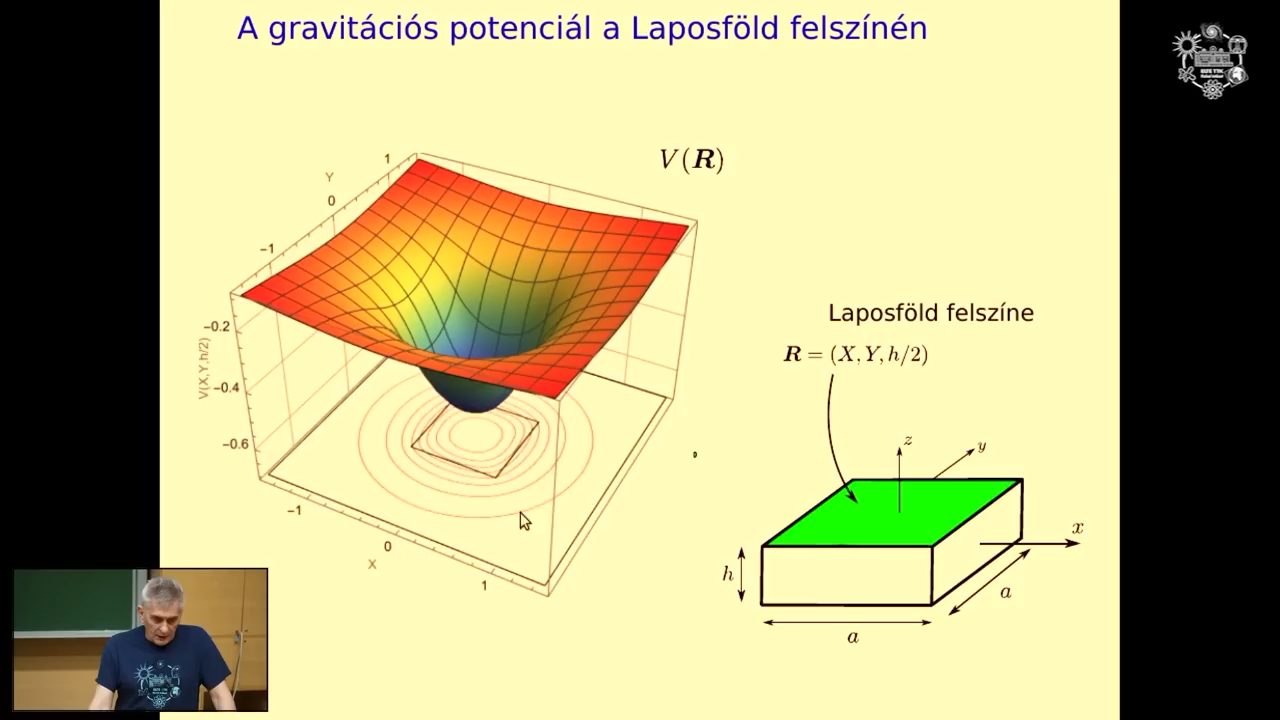 A gravitációs potenciál a Laposföld felszínén
V(R)
1
Y
0
−1
−0.2
−0.4
−0.6
V(X,Y,h/2)
−1
0
X
1
Laposföld felszíne
R = (X, Y, h/2)
z
y
x
h
a
a